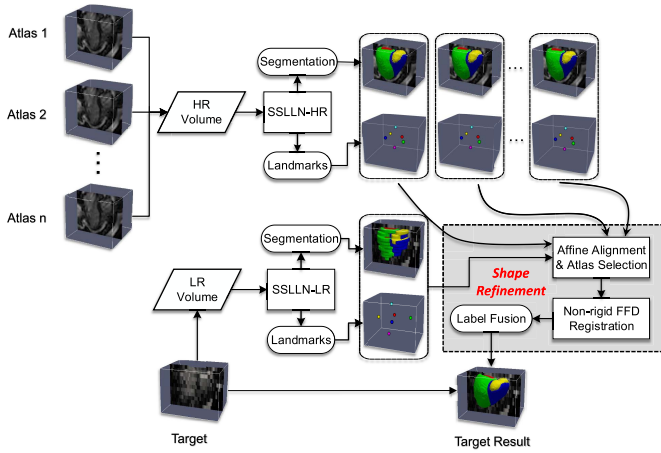 Atlas 1
Atlas 2
Atlas n
HR
Volume
SSLLN-HR
Segmentation
Landmarks
...
...
LR
Volume
SSLLN-LR
Segmentation
Landmarks
Shape
Refinement
Affine Alignment
& Atlas Selection
Non-rigid FFD
Registration
Label Fusion
Target
Target Result